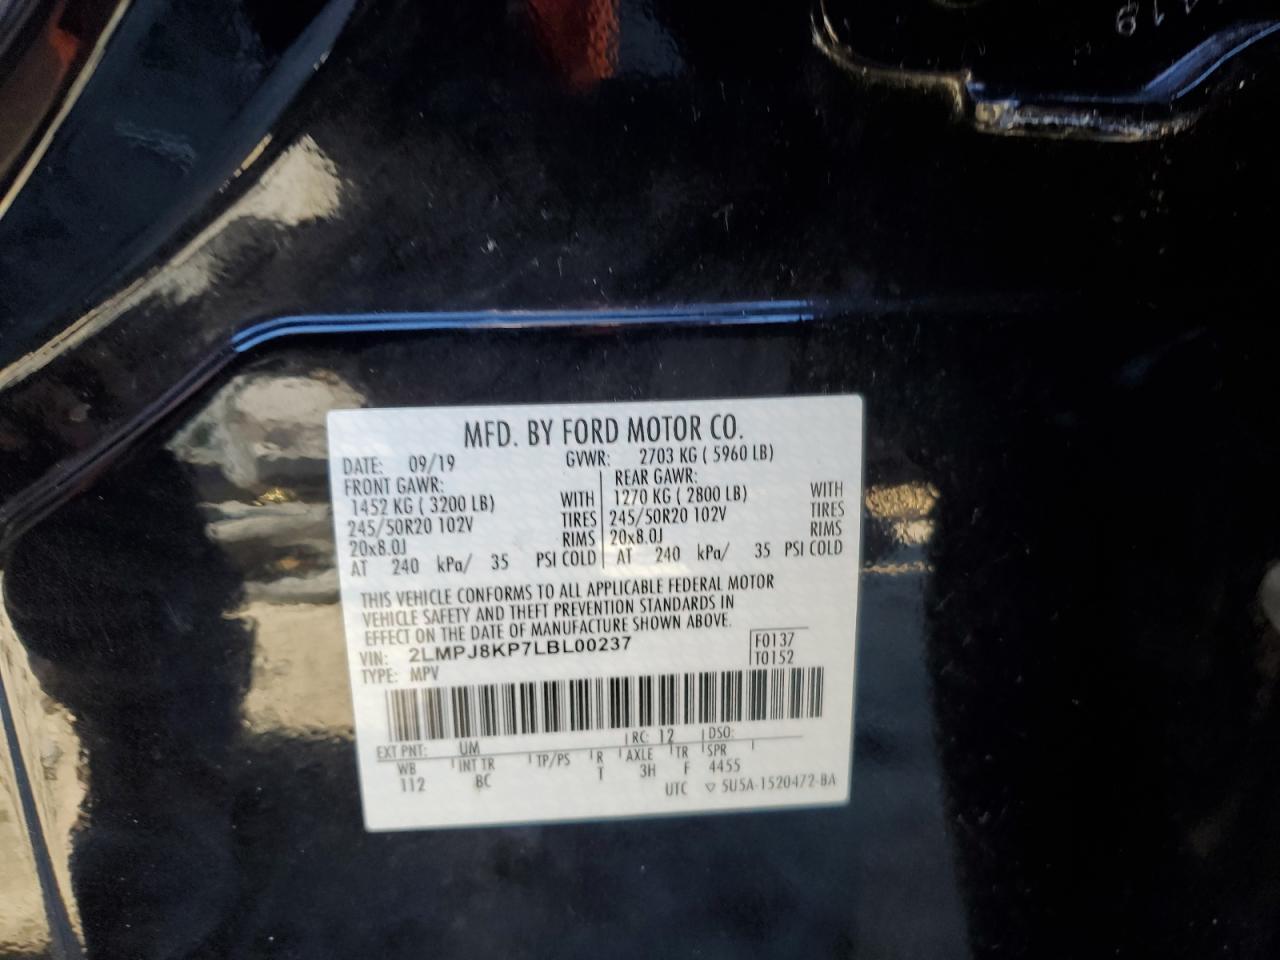 419
MFD. BY FORD MOTOR CO.
DATE: 09/19 GVWR: 2703 KG ( 5960 LB)
FRONT GAWR: REAR GAWR:
1452 KG ( 3200 LB) WITH 1270 KG ( 2800 LB) WITH
245/50R20 102V TIRES 245/50R20 102V TIRES
20x8.0J RIMS 20x8.0J RIMS
AT 240 kPa/ 35 PSI COLD AT 240 kPa/ 35 PSI COLD
THIS VEHICLE CONFORMS TO ALL APPLICABLE FEDERAL MOTOR
VEHICLE SAFETY AND THEFT PREVENTION STANDARDS IN
EFFECT ON THE DATE OF MANUFACTURE SHOWN ABOVE.
VIN: 2LMPJ8KP7LBL00237 F0137
TYPE: MPV T0152
EXT PNT: UM RC: 12 DSO:
WB INT TR TP/PS R AXLE TR SPR
112 BC T 3H F 4455
UTC ▽ 5U5A-1520472-BA